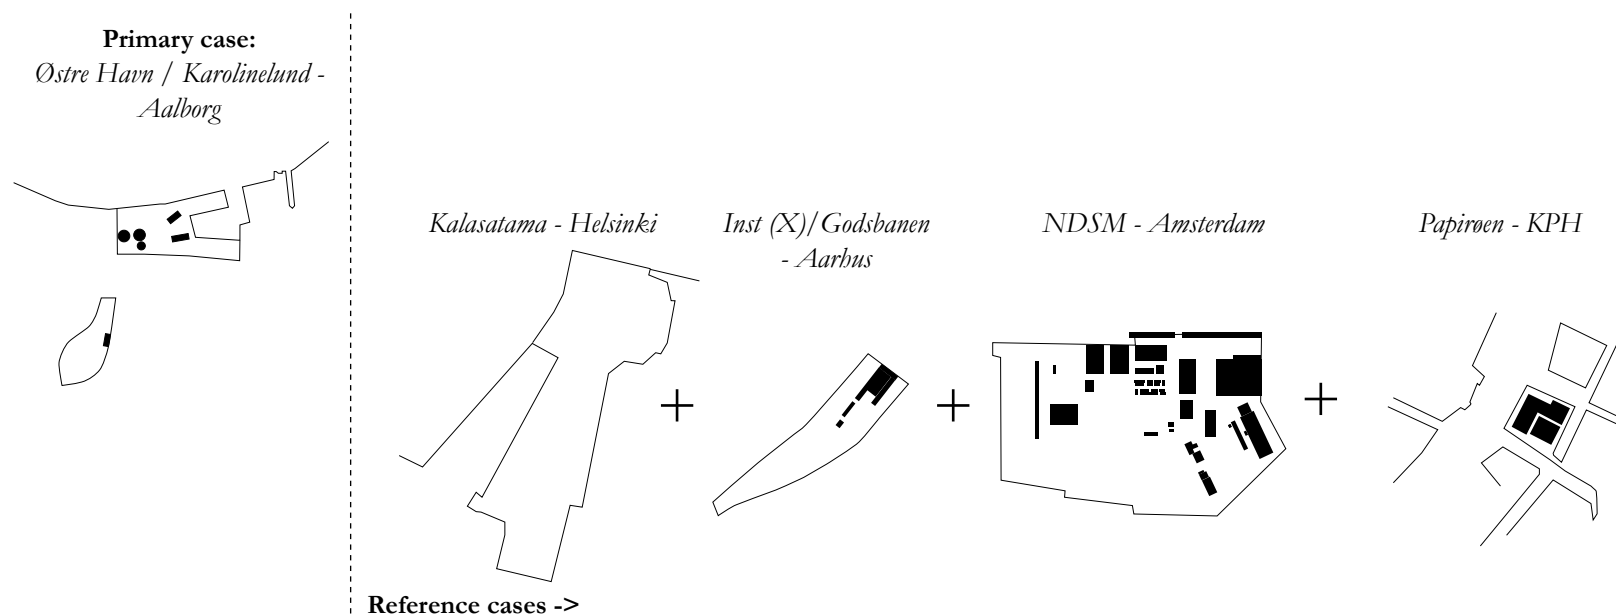 Primary case:
Østre Havn / Karolinelund -
Aalborg
Kalasatama - Helsinki
Inst (X)/Godsbanen
- Aarhus
NDSM - Amsterdam
Papirøen - KPH
Reference cases ->